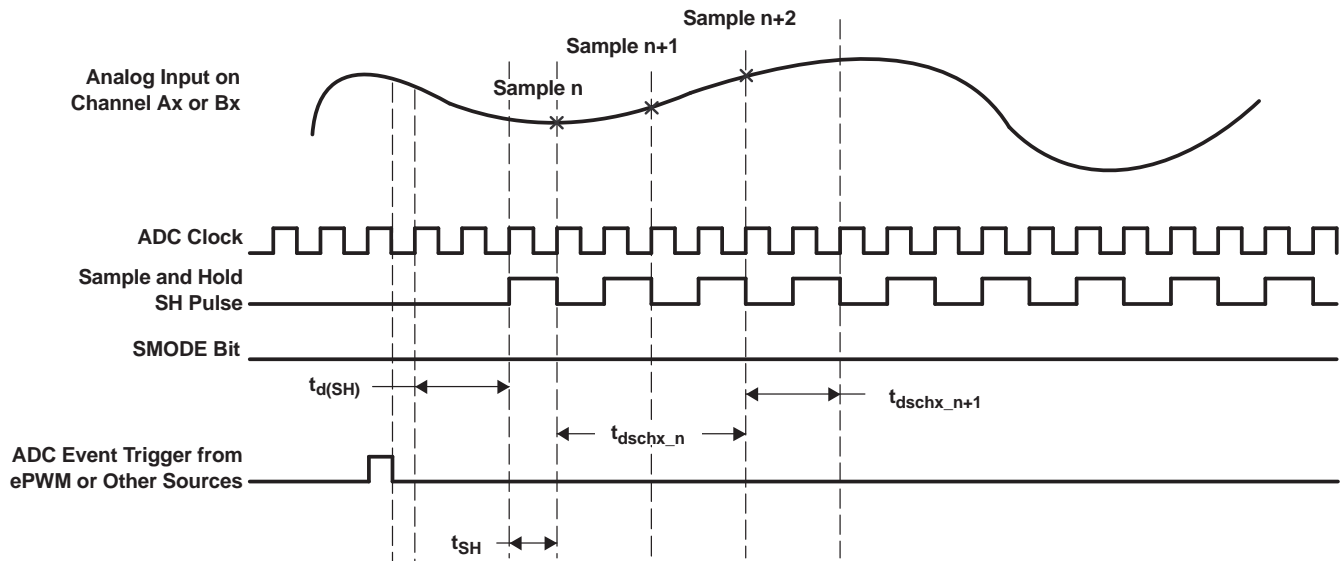 Sample n+2
Sample n+1
Analog Input on
Channel Ax or Bx
Sample n
ADC Clock
Sample and Hold
SH Pulse
SMODE Bit
td(SH)
tdschx_n+1
tdschx_n
ADC Event Trigger from
ePWM or Other Sources
tSH